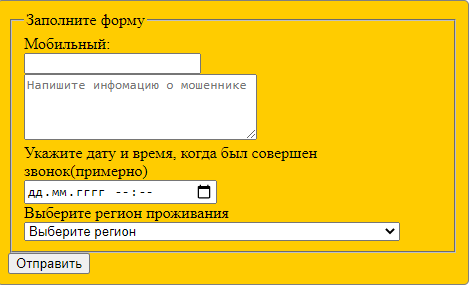 Заполните форму
Мобильный:
Напишите инфомацию о мошеннике
Укажите дату и время, когда был совершен
звонок(примерно)
дд.мм.гггг --:--
Выберите регион проживания
Выберите регион
Отправить